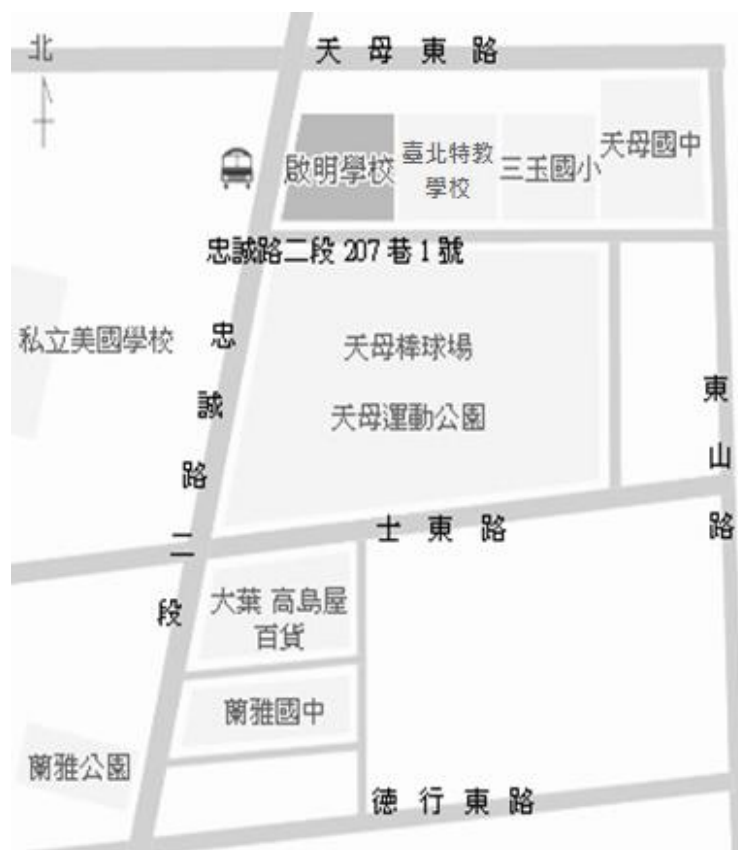 北
天母東路
天母國中
臺北特教
學校
啟明學校
三玉國小
忠誠路二段 207 巷 1 號
私立美國學校
忠誠路二段
天母棒球場
天母運動公園
東山路
士東路
大葉 高島屋
百貨
蘭雅國中
蘭雅公園
德行東路